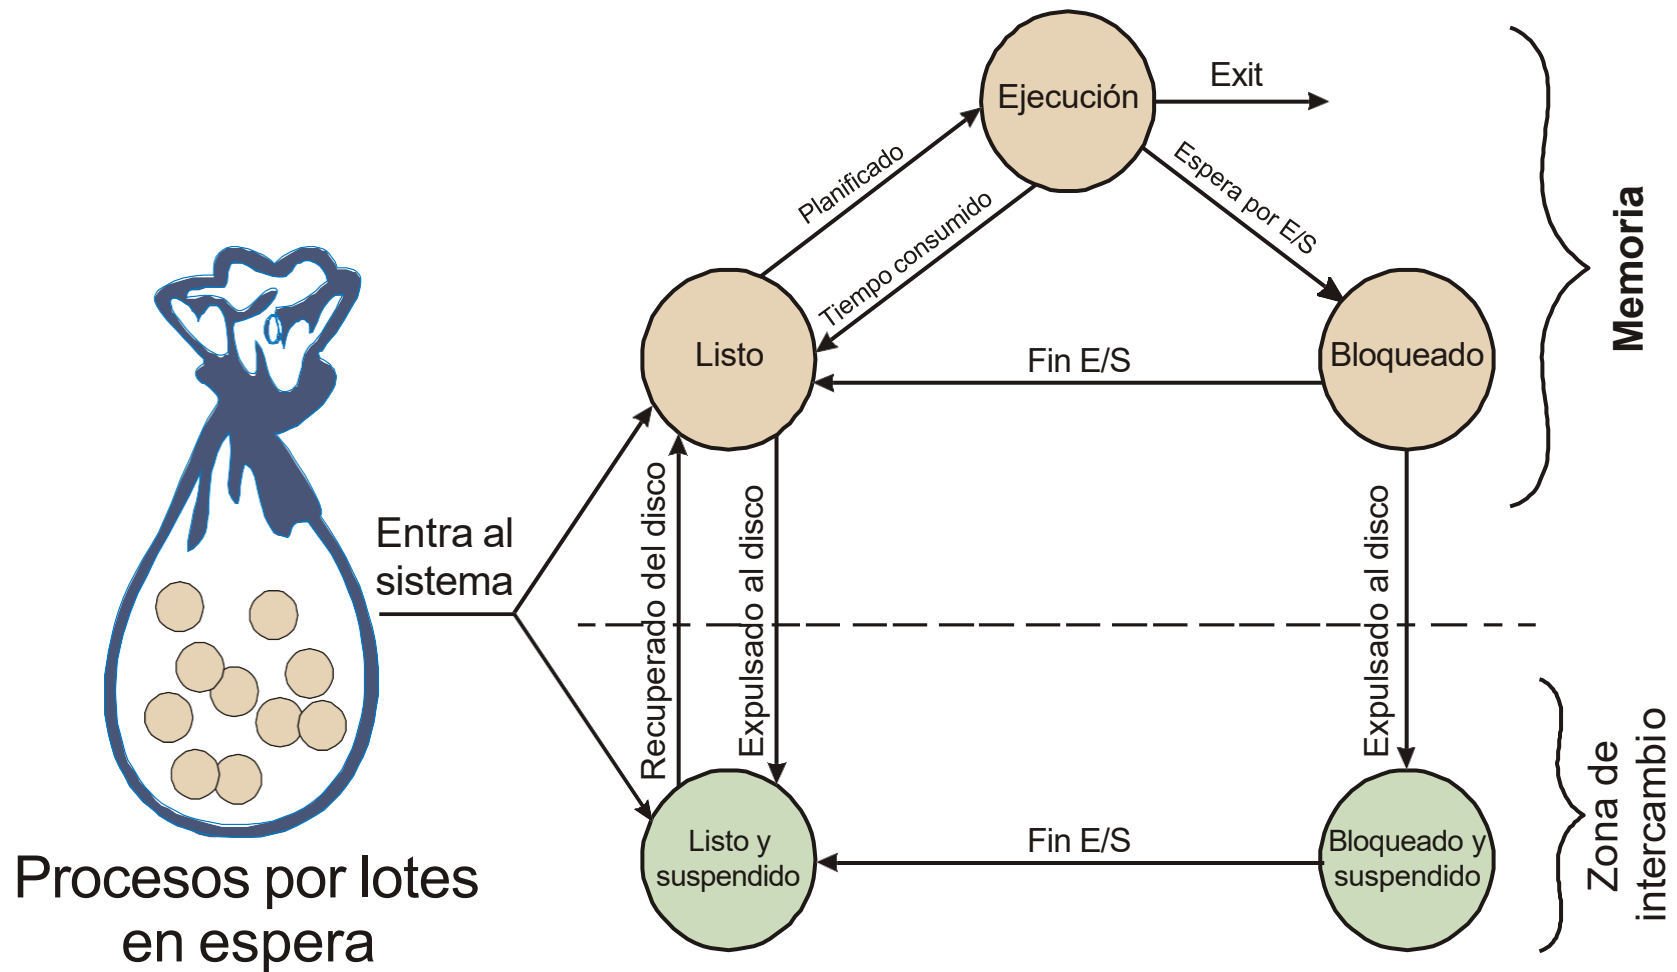 Ejecución
Exit
Planificado
Tiempo consumido
Espera por E/S
Memoria
Listo
Fin E/S
Bloqueado
Entra al
sistema
Recuperado del disco
Expulsado al disco
Expulsado al disco
Listo y
suspendido
Fin E/S
Bloqueado y
suspendido
Zona de
intercambio
Procesos por lotes
en espera